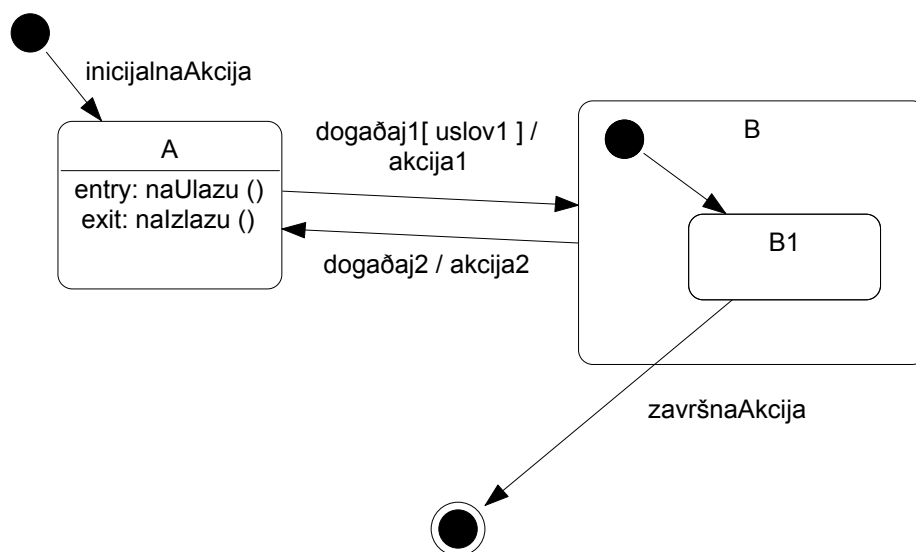 inicijalnaAkcija
A
entry: naUlazu ()
exit: naIzlazu ()
događaj1[ uslov1 ] /
akcija1
događaj2 / akcija2
B
B1
završnaAkcija